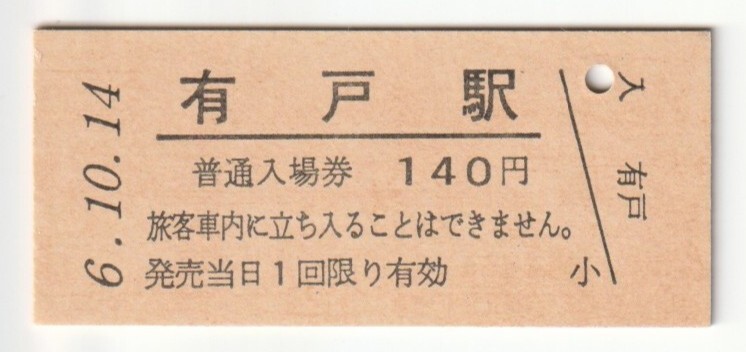 6.10.14
有戸駅
普通入場券 140円
旅客車内に立ち入ることはできません。
発売当日1回限り有効
小
入 有戸